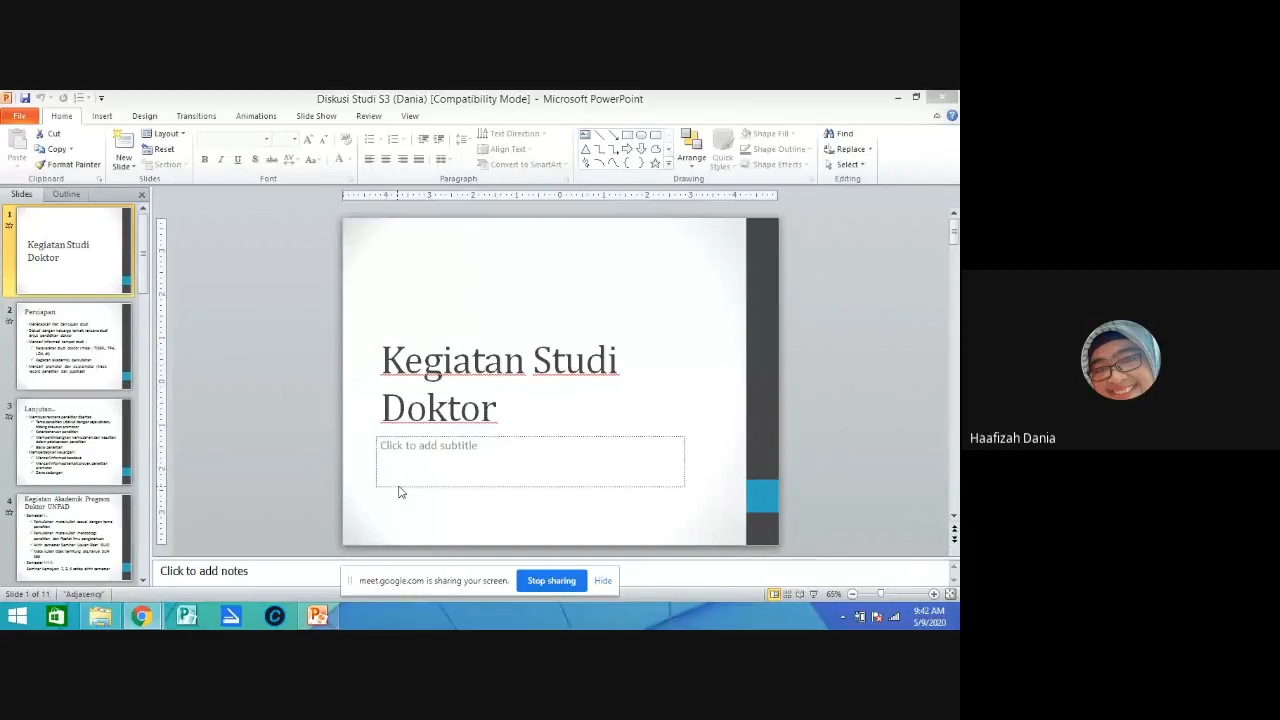 Diskusi Studi S3 (Dania) [Compatibility Mode] - Microsoft PowerPoint
File Home Insert Design Transitions Animations Slide Show Review View
Paste
Cut
Copy
Format Painter
Clipboard
New Slide
Layout
Reset
Section
Slides
Font
Text Direction
Align Text
Convert to SmartArt
Paragraph
Arrange
Quick Styles
Shape Fill
Shape Outline
Shape Effects
Drawing
Find
Replace
Select
Editing
Slides Outline
1
Kegiatan Studi
Doktor
2
Persiapan
3
Lanjutan..
4
Kegiatan Akademik Program
Doktor UNPAD
Kegiatan Studi
Doktor
Click to add subtitle
Click to add notes
meet.google.com is sharing your screen.
Stop sharing
Hide
Slide 1 of 11
"Adjacency"
65%
9:42 AM
5/9/2020
Haafizah Dania